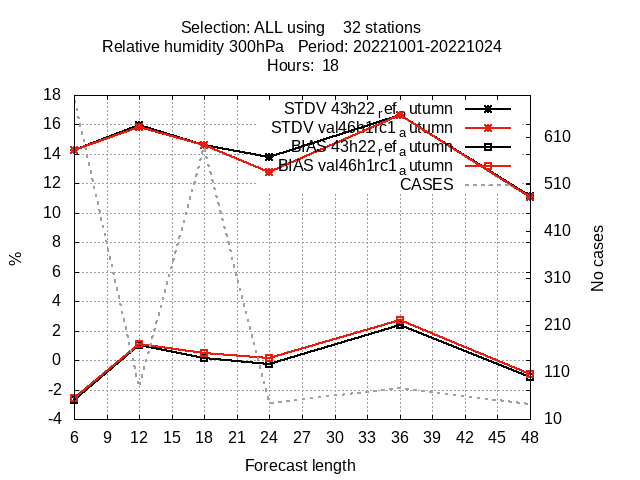 Selection: ALL using    32 stations
Relative humidity 300hPa   Period: 20221001-20221024
Hours:  18
STDV 43h22_ref_autumn
STDV val46h1rc1_autumn
BIAS 43h22_ref_autumn
BIAS val46h1rc1_autumn
CASES
18
16
14
12
10
8
6
4
2
0
-2
-4
%
610
510
410
310
210
110
10
No cases
6 9 12 15 18 21 24 27 30 33 36 39 42 45 48
Forecast length